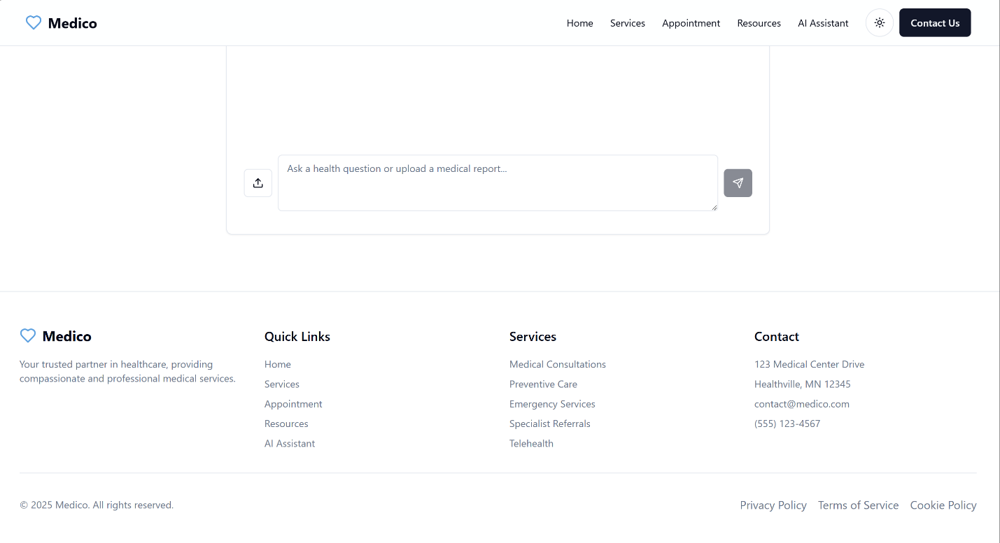 Medico
Home
Services
Appointment
Resources
AI Assistant
Contact Us
Ask a health question or upload a medical report...
Medico
Your trusted partner in healthcare, providing
compassionate and professional medical services.
Quick Links
Home
Services
Appointment
Resources
AI Assistant
Services
Medical Consultations
Preventive Care
Emergency Services
Specialist Referrals
Telehealth
Contact
123 Medical Center Drive
Healthville, MN 12345
contact@medico.com
(555) 123-4567
© 2025 Medico. All rights reserved.
Privacy Policy
Terms of Service
Cookie Policy